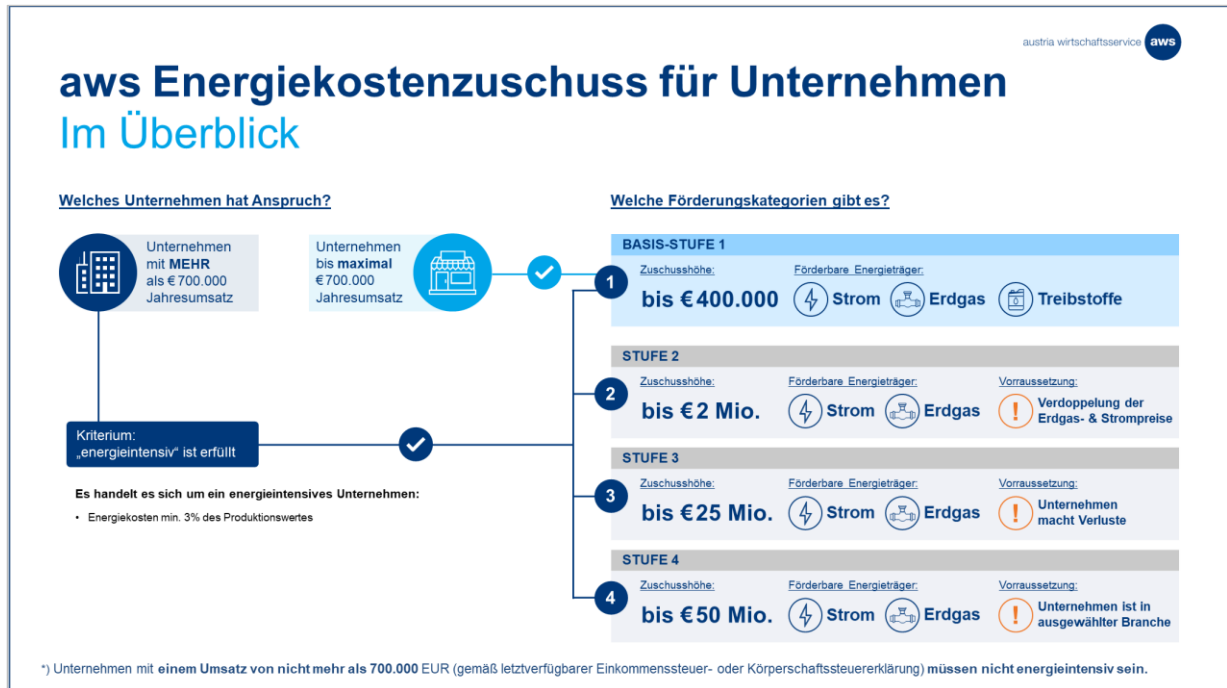 austria wirtschaftsservice aws
aws Energiekostenzuschuss für Unternehmen
Im Überblick
Welches Unternehmen hat Anspruch?
Unternehmen
mit MEHR
als € 700.000
Jahresumsatz
Unternehmen
bis maximal
€ 700.000
Jahresumsatz
Kriterium:
„energieintensiv“ ist erfüllt
Es handelt es sich um ein energieintensives Unternehmen:
• Energiekosten min. 3% des Produktionswertes
Welche Förderungskategorien gibt es?
BASIS-STUFE 1
1
Zuschusshöhe:
bis € 400.000
Förderbare Energieträger:
Strom Erdgas Treibstoffe
STUFE 2
2
Zuschusshöhe:
bis € 2 Mio.
Förderbare Energieträger:
Strom Erdgas
Vorraussetzung:
! Verdoppelung der
Erdgas- & Strompreise
STUFE 3
3
Zuschusshöhe:
bis € 25 Mio.
Förderbare Energieträger:
Strom Erdgas
Vorraussetzung:
! Unternehmen
macht Verluste
STUFE 4
4
Zuschusshöhe:
bis € 50 Mio.
Förderbare Energieträger:
Strom Erdgas
Vorraussetzung:
! Unternehmen ist in
ausgewählter Branche
*) Unternehmen mit einem Umsatz von nicht mehr als 700.000 EUR (gemäß letztverfügbarer Einkommenssteuer- oder Körperschaftssteuererklärung) müssen nicht energieintensiv sein.